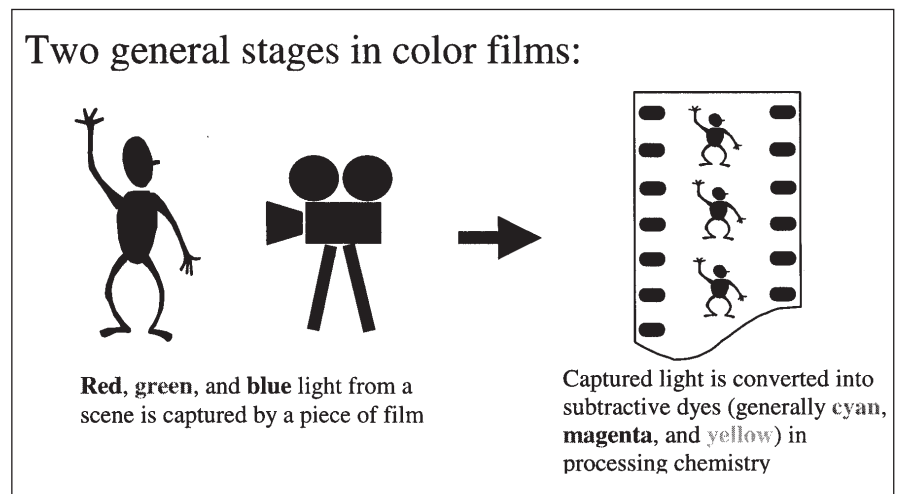 Two general stages in color films:
Red, green, and blue light from a
scene is captured by a piece of film
Captured light is converted into
subtractive dyes (generally cyan,
magenta, and yellow) in
processing chemistry